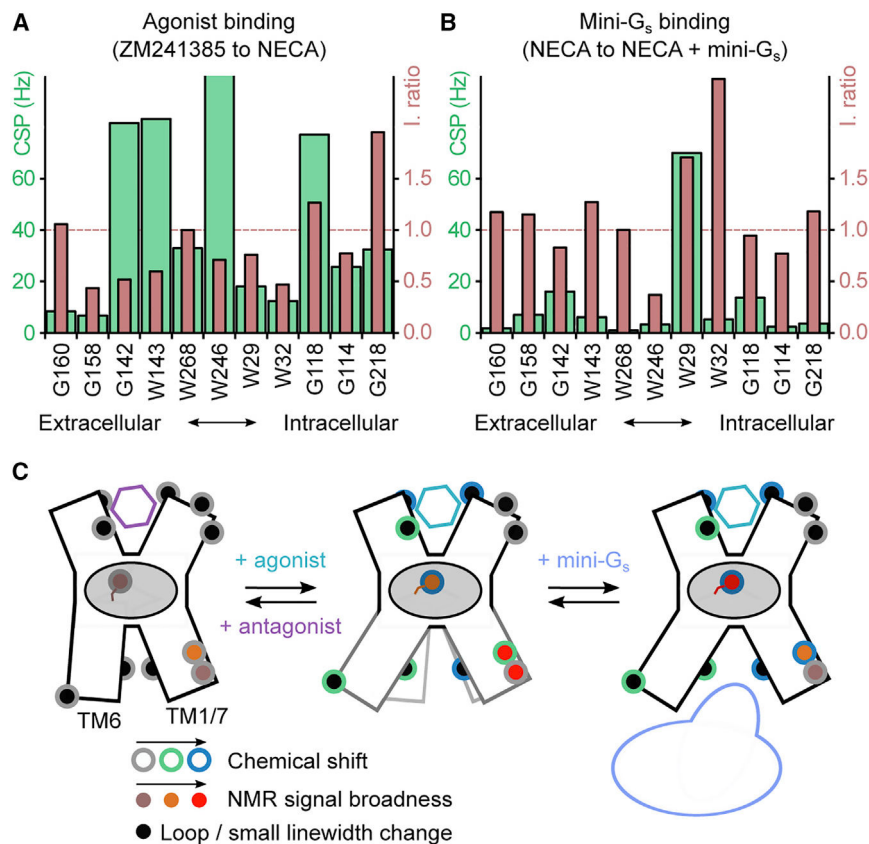 A
Agonist binding
(ZM241385 to NECA)
CSP (Hz)
60
40
20
0
I. ratio
1.5
1.0
0.5
0.0
G160
G158
G142
W143
W268
W246
W29
W32
G118
G114
G218
Extracellular
Intracellular
B
Mini-Gs binding
(NECA to NECA + mini-Gs)
CSP (Hz)
60
40
20
0
I. ratio
1.5
1.0
0.5
0.0
G160
G158
G142
W143
W268
W246
W29
W32
G118
G114
G218
Extracellular
Intracellular
C
+ agonist
+ antagonist
+ mini-Gs
TM6
TM1/7
Chemical shift
NMR signal broadness
Loop / small linewidth change